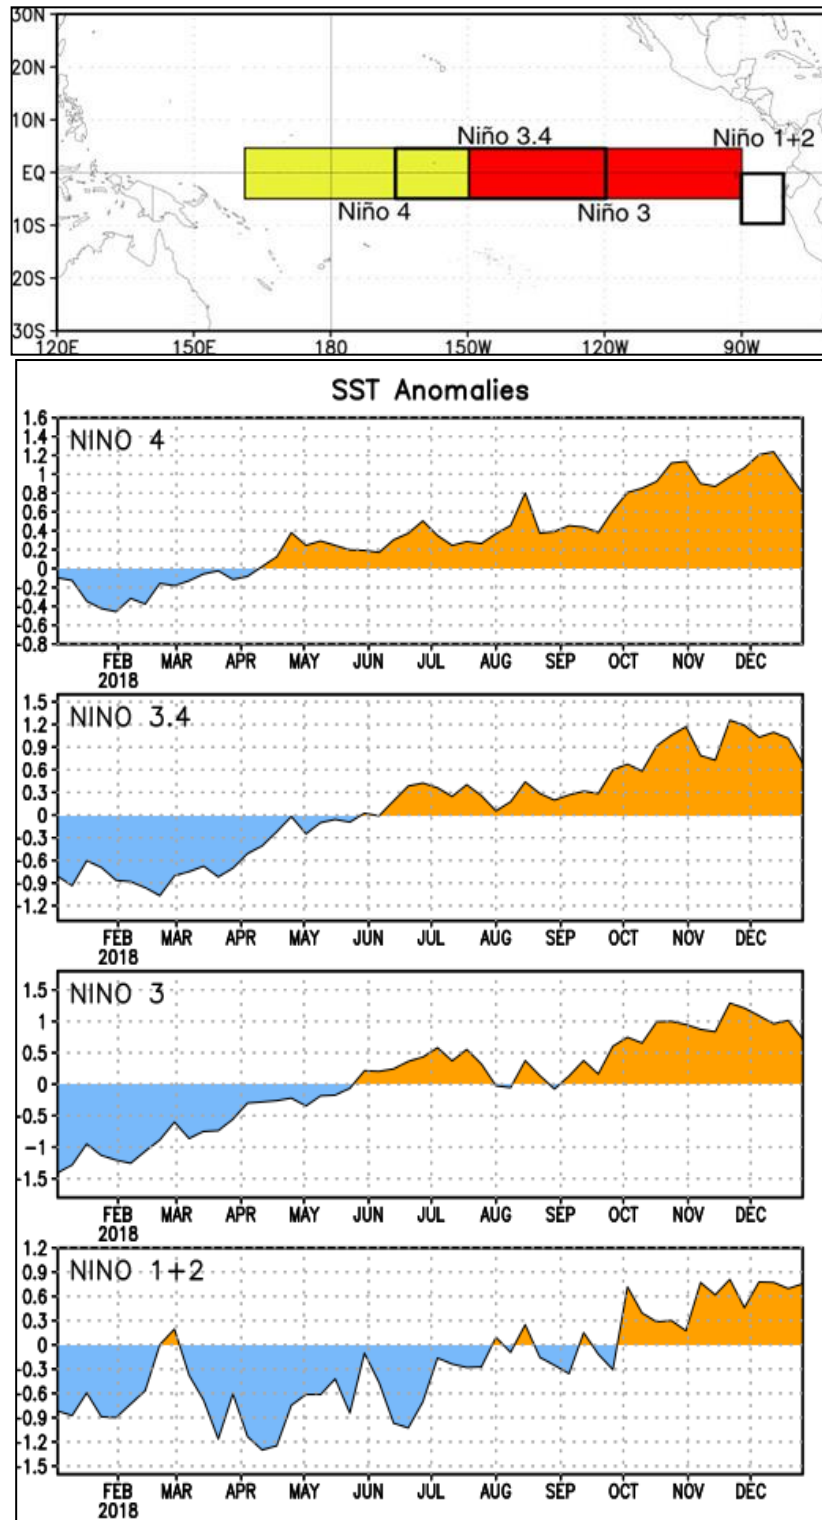 30N
20N
10N
EQ
10S
20S
30S
Niño 3.4
Niño 1+2
Niño 4
Niño 3
120E 150E 180 150W 120W 90W
SST Anomalies
NINO 4
1.6
1.4
1.2
1
0.8
0.6
0.4
0.2
0
-0.2
-0.4
-0.6
-0.8
FEB MAR APR MAY JUN JUL AUG SEP OCT NOV DEC
2018
NINO 3.4
1.5
1.2
0.9
0.6
0.3
0
-0.3
-0.6
-0.9
-1.2
FEB MAR APR MAY JUN JUL AUG SEP OCT NOV DEC
2018
NINO 3
1.5
1
0.5
0
-0.5
-1
-1.5
FEB MAR APR MAY JUN JUL AUG SEP OCT NOV DEC
2018
NINO 1+2
1.2
0.9
0.6
0.3
0
-0.3
-0.6
-0.9
-1.2
-1.5
FEB MAR APR MAY JUN JUL AUG SEP OCT NOV DEC
2018